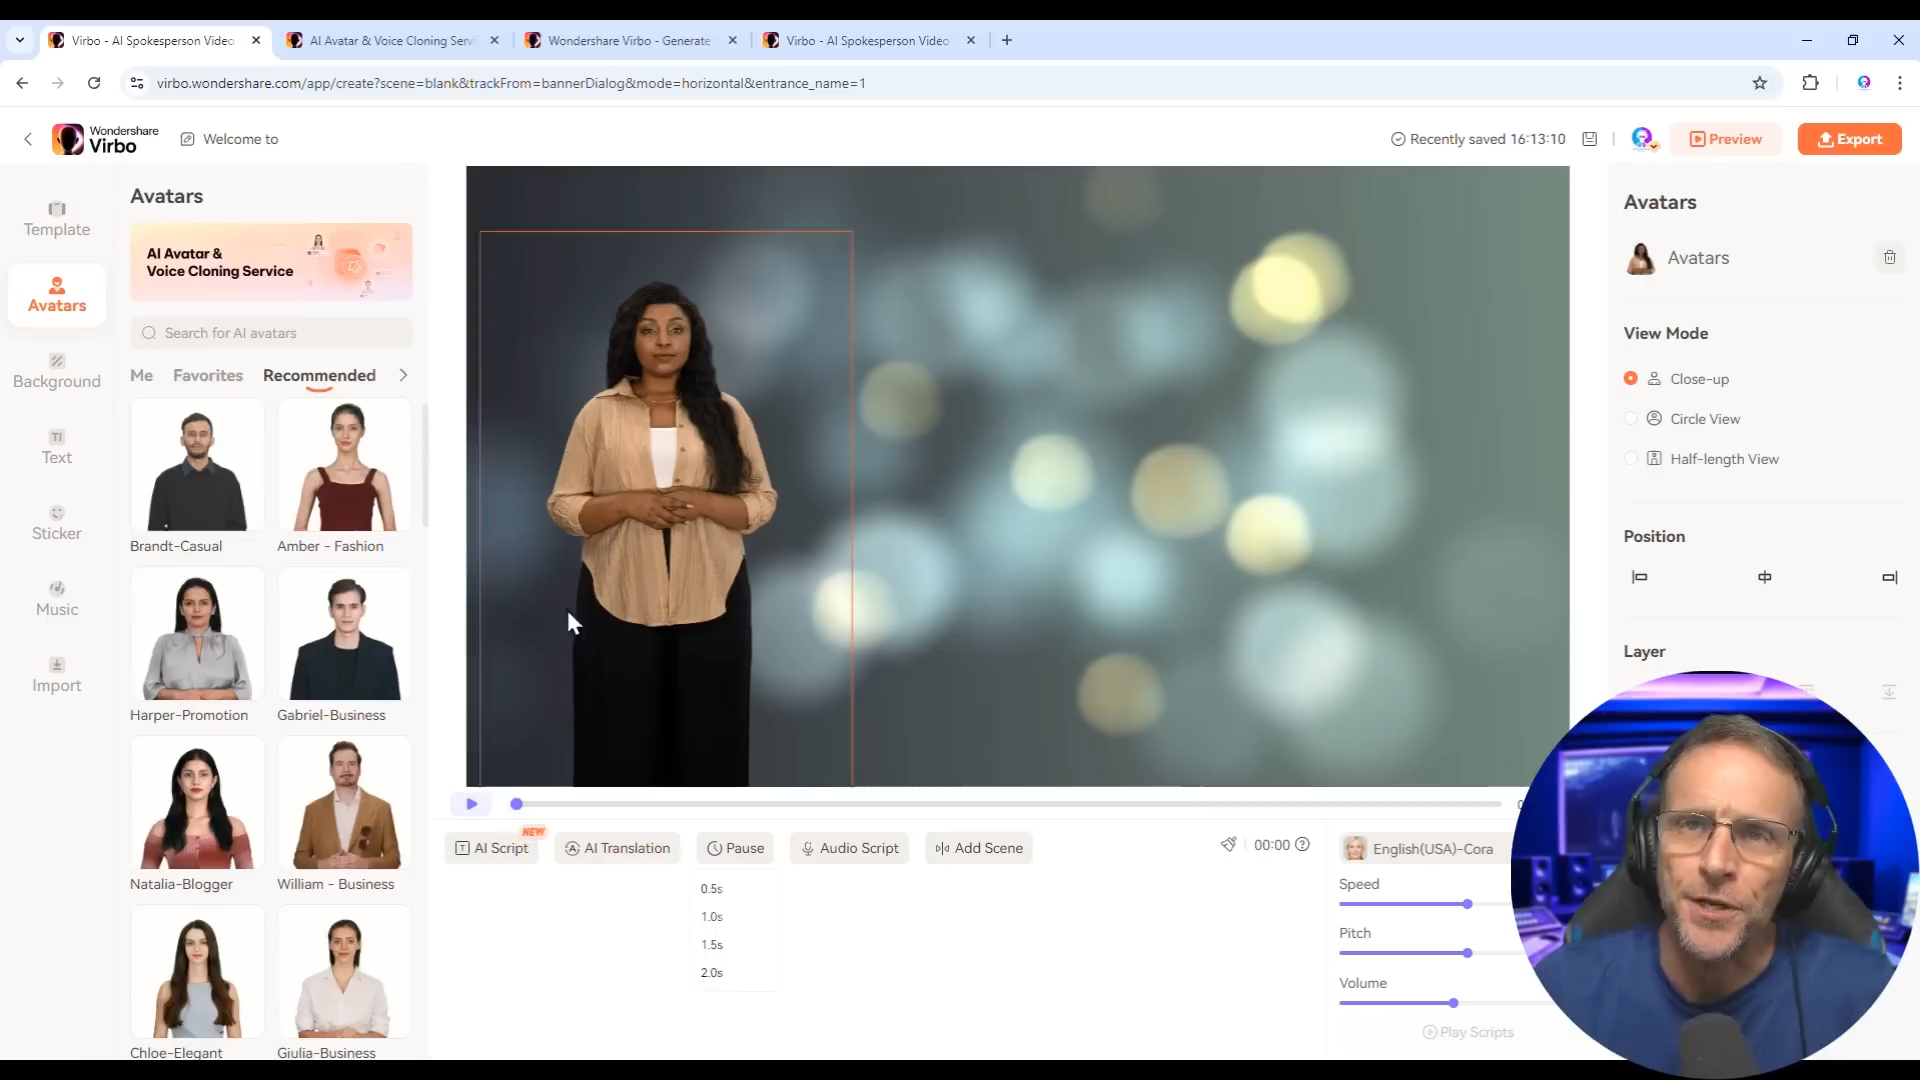 Virbo - AI Spokesperson Video
AI Avatar & Voice Cloning Serv
Wondershare Virbo - Generate
Virbo - AI Spokesperson Video
virbo.wondershare.com/app/create?scene=blank&trackFrom=bannerDialog&mode=horizontal&entrance_name=1
Wondershare
Virbo
Welcome to
Recently saved 16:13:10
Preview
Export
Template
Avatars
Background
Text
Sticker
Music
Import
Avatars
AI Avatar &
Voice Cloning Service
Search for AI avatars
Me
Favorites
Recommended
Brandt-Casual
Amber - Fashion
Harper-Promotion
Gabriel-Business
Natalia-Blogger
William - Business
Chloe-Elegant
Giulia-Business
AI Script
NEW
AI Translation
Pause
Audio Script
Add Scene
00:00
0.5s
1.0s
1.5s
2.0s
English(USA)-Cora
Speed
Pitch
Volume
Play Scripts
Avatars
Avatars
View Mode
Close-up
Circle View
Half-length View
Position
Layer